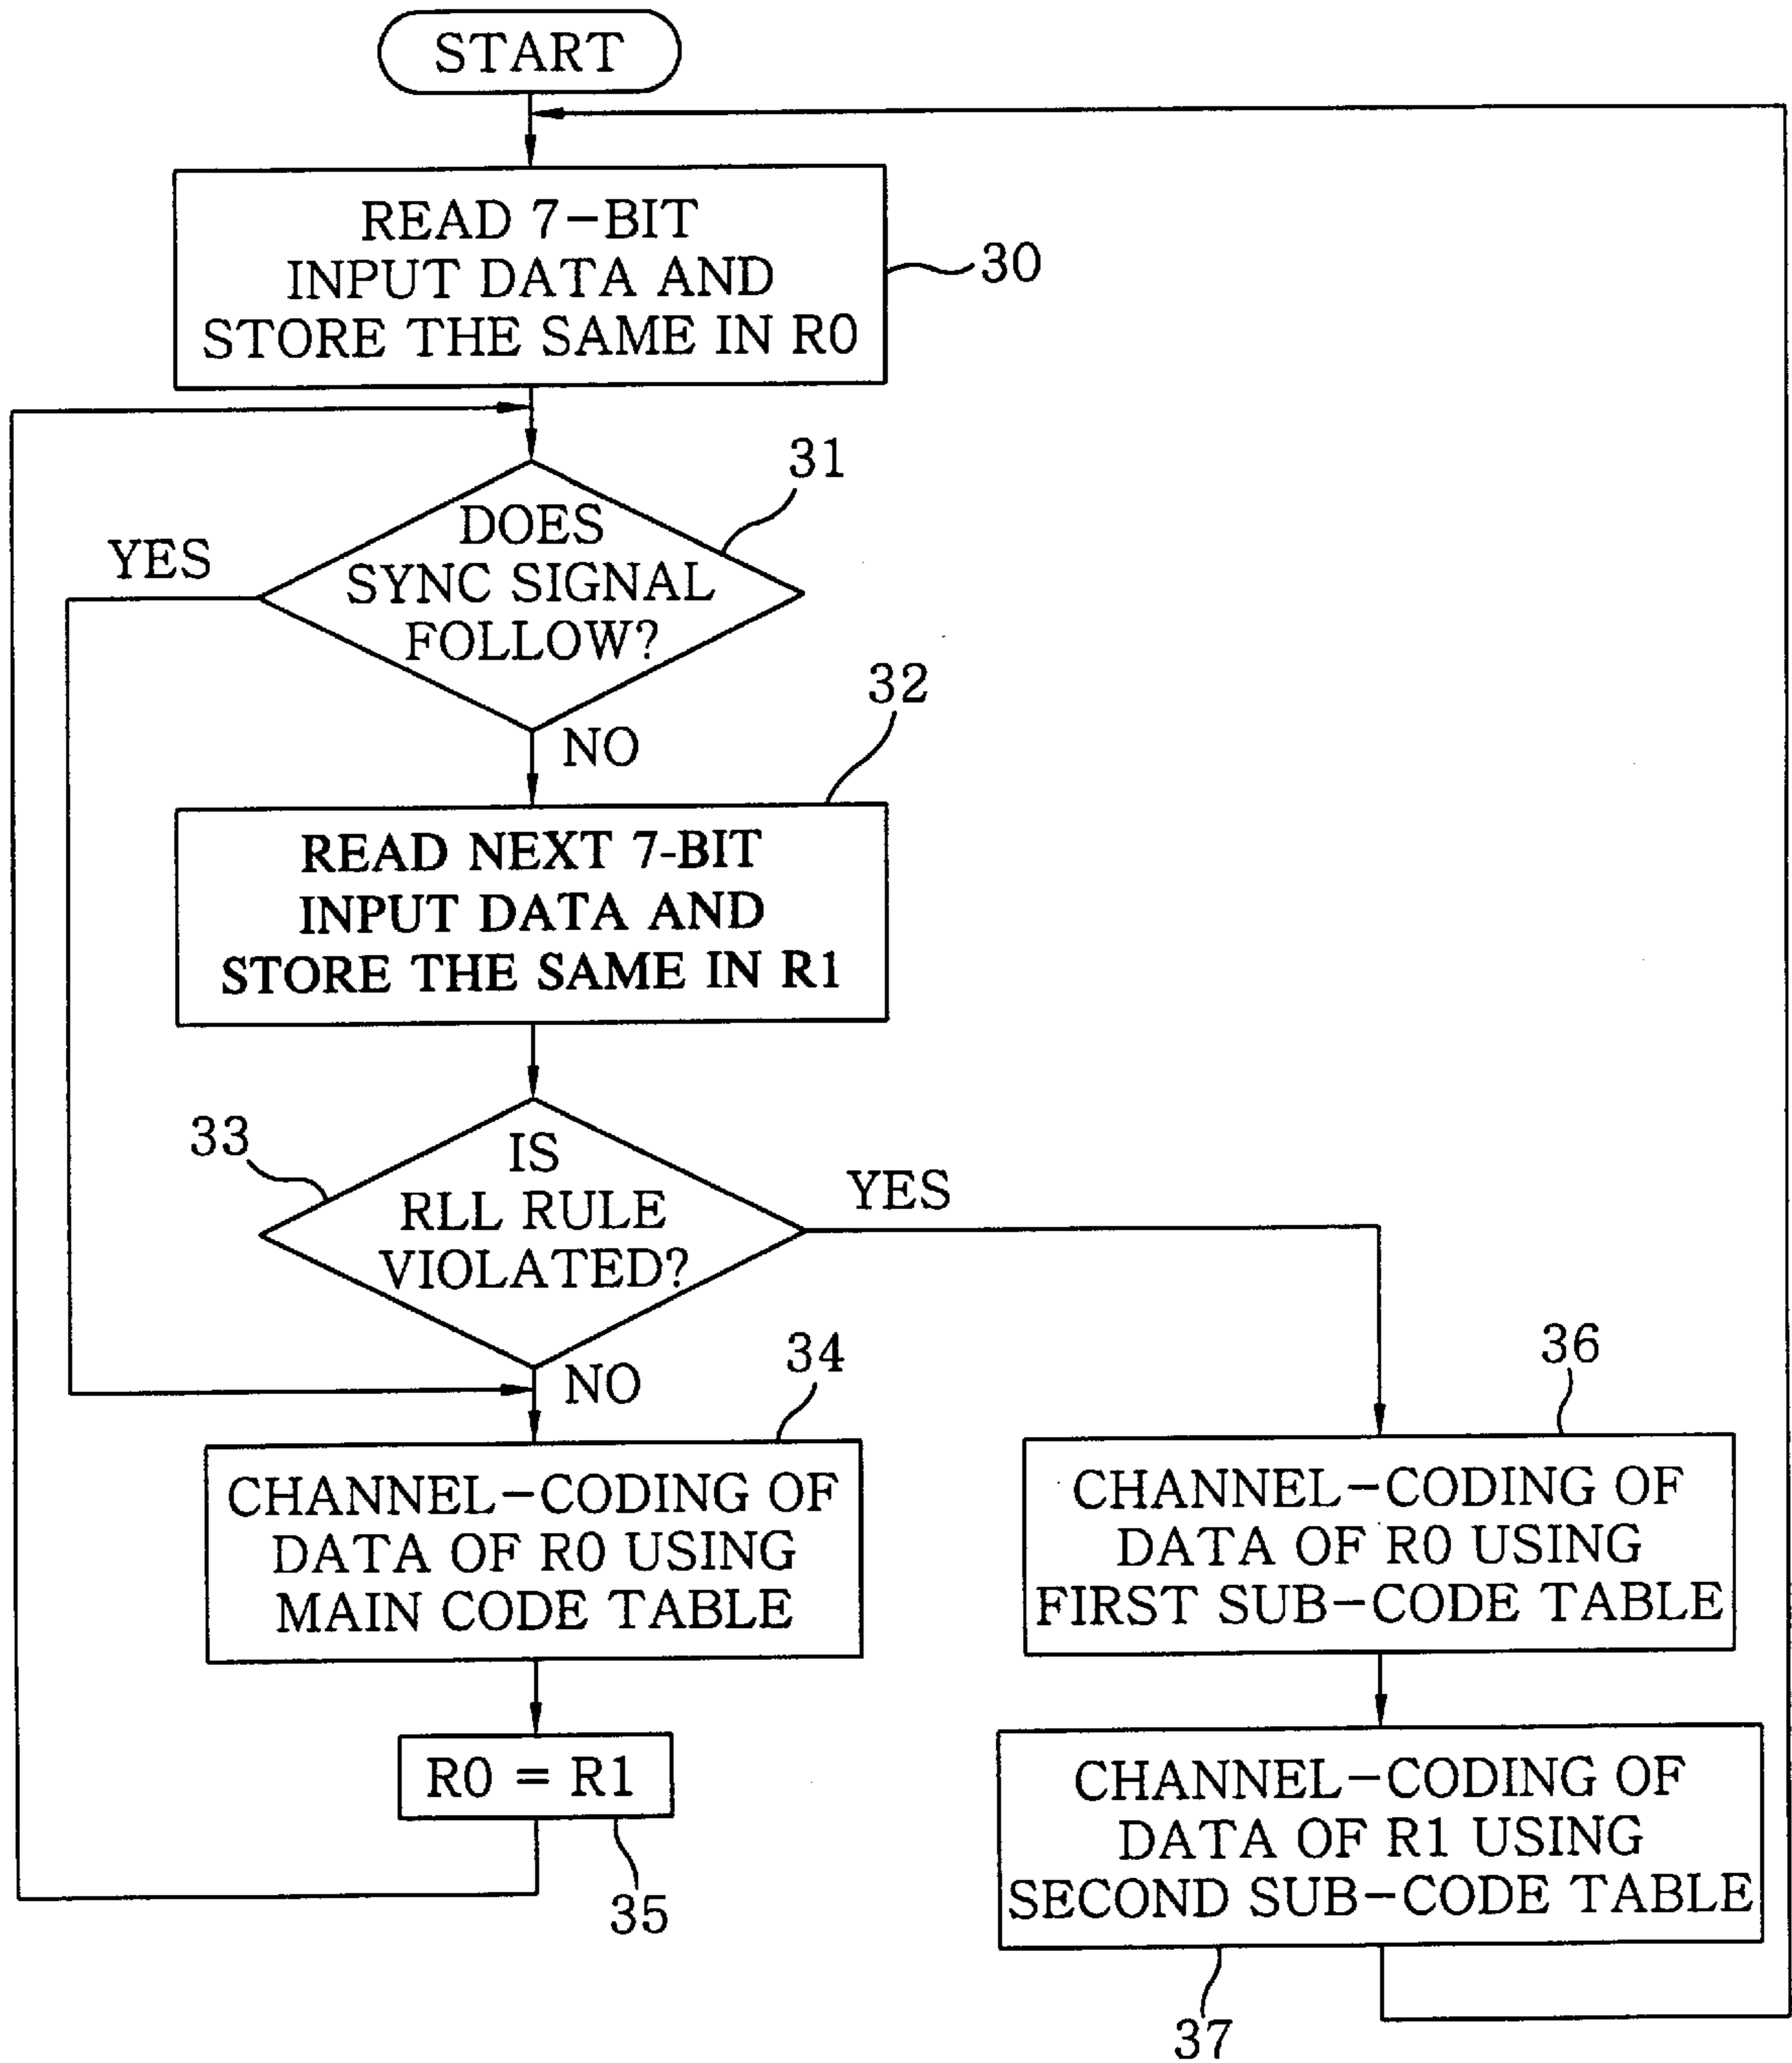 START
READ 7-BIT
INPUT DATA AND
STORE THE SAME IN R0
30
31
DOES
SYNC SIGNAL
FOLLOW?
YES
NO
32
READ NEXT 7-BIT
INPUT DATA AND
STORE THE SAME IN R1
33
IS
RLL RULE
VIOLATED?
YES
NO
34
CHANNEL-CODING OF
DATA OF R0 USING
MAIN CODE TABLE
R0 = R1
35
36
CHANNEL-CODING OF
DATA OF R0 USING
FIRST SUB-CODE TABLE
CHANNEL-CODING OF
DATA OF R1 USING
SECOND SUB-CODE TABLE
37